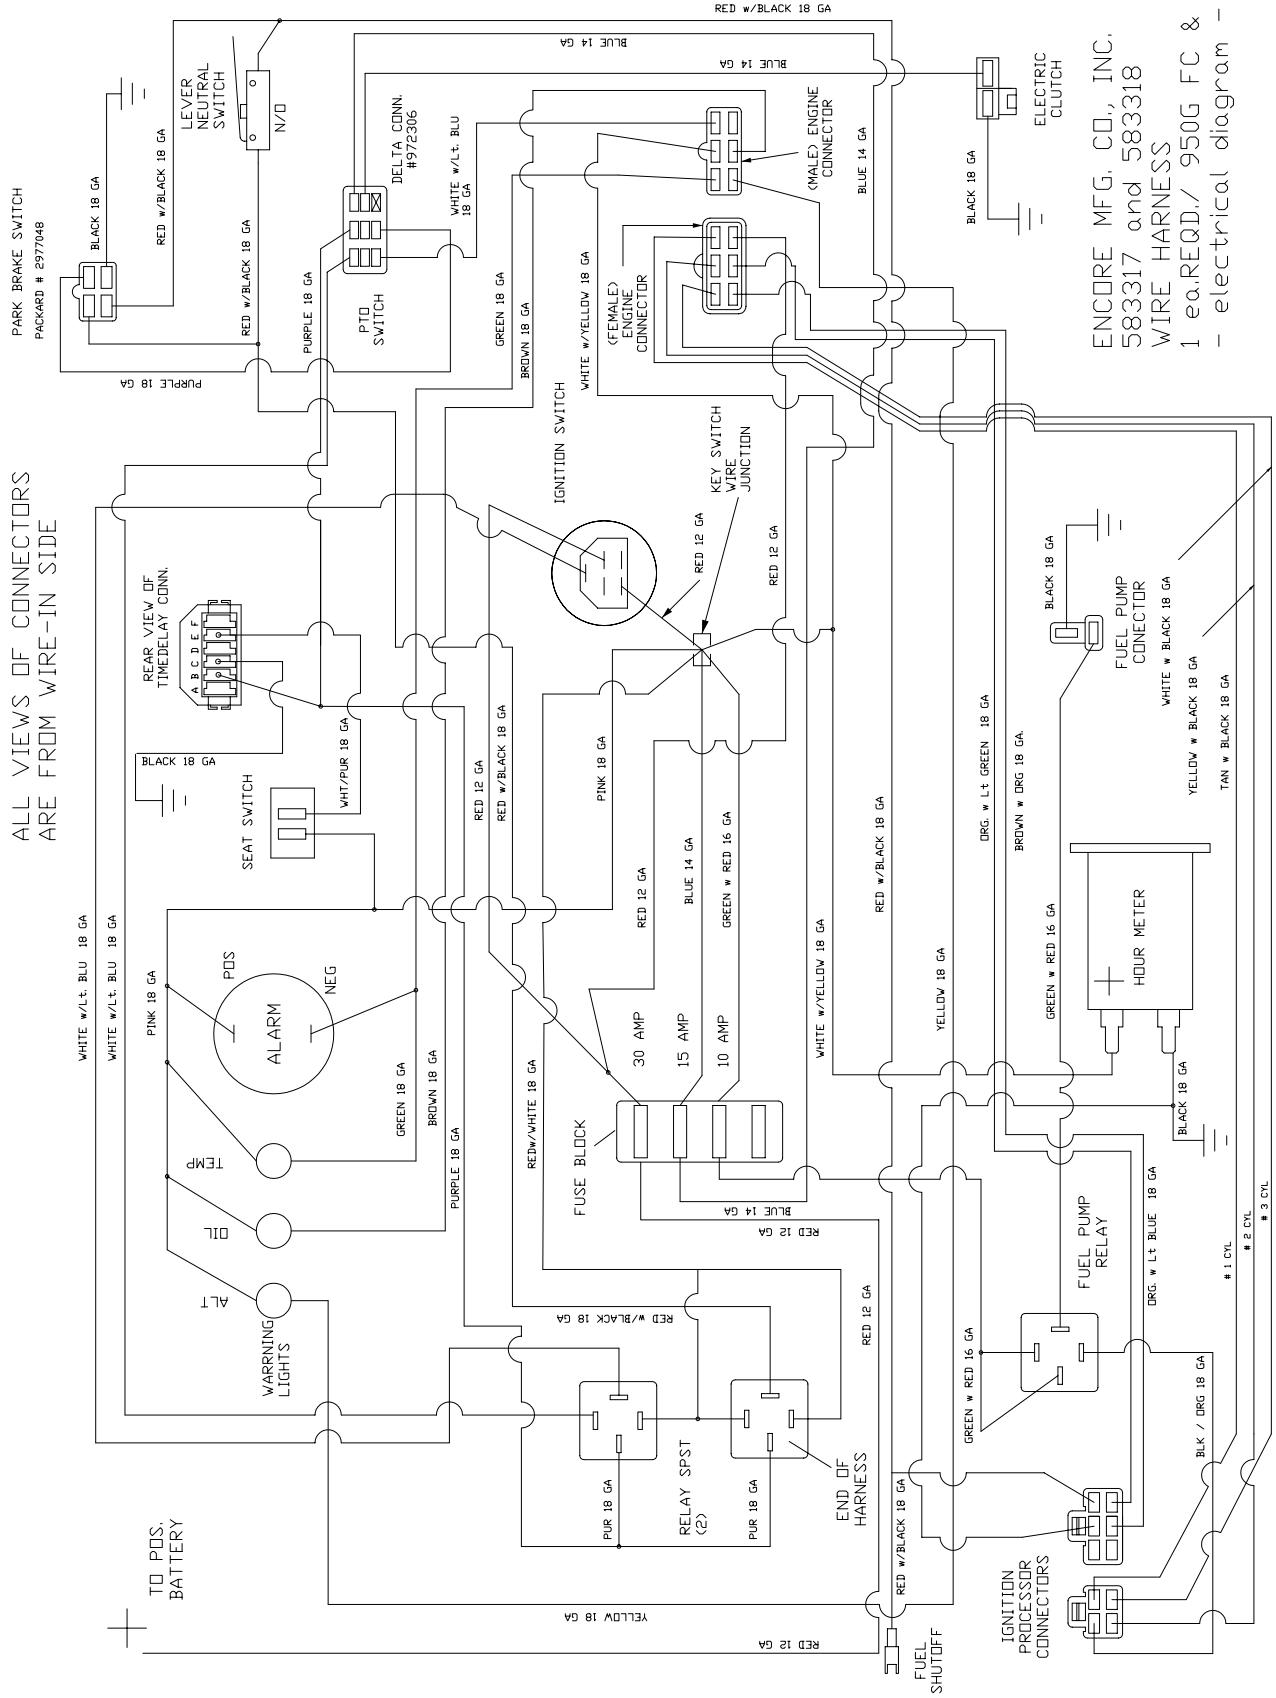 RED w/BLACK 18 GA
BLUE 14 GA
BLUE 14 GA
PARK BRAKE SWITCH
PACKARD # 2977048
BLACK 18 GA
RED w/BLACK 18 GA
LEVER
NEUTRAL
SWITCH
N/O
RED w/BLACK 18 GA
PURPLE 18 GA
PURPLE 18 GA
PTO
SWITCH
DELTA CONN.
#972306
WHITE w/Lt. BLU
18 GA
GREEN 18 GA
BROWN 18 GA
WHITE w/YELLOW 18 GA
(FEMALE)
ENGINE
CONNECTOR
(MALE) ENGINE
CONNECTOR
BLUE 14 GA
BLACK 18 GA
ELECTRIC
CLUTCH
ENCORE MFG. CO., INC.
583317 and 583318
WIRE HARNESS
1 ea.REQD./ 950G FC &
- electrical diagram -
ALL VIEWS OF CONNECTORS
ARE FROM WIRE-IN SIDE
REAR VIEW OF
TIMEDELAY CONN.
A B C D E F
BLACK 18 GA
SEAT SWITCH
WHT/PUR 18 GA
IGNITION SWITCH
RED 12 GA
KEY SWITCH
WIRE
JUNCTION
RED 12 GA
RED 12 GA
RED w/BLACK 18 GA
PINK 18 GA
RED 12 GA
BLUE 14 GA
GREEN w RED 16 GA
RED w/BLACK 18 GA
BLACK 18 GA
FUEL PUMP
CONECTOR
WHITE w BLACK 18 GA
YELLOW w BLACK 18 GA
TAN w BLACK 18 GA
ORG. w Lt GREEN 18 GA
BROWN w ORG 18 GA.
WHITE w/Lt. BLU 18 GA
WHITE w/Lt. BLU 18 GA
PINK 18 GA
POS
NEG
ALARM
TEMP
OIL
ALT
WARRNING
LIGHTS
GREEN 18 GA
BROWN 18 GA
PURPLE 18 GA
REDw/WHITE 18 GA
30 AMP
15 AMP
10 AMP
FUSE BLOCK
WHITE w/YELLOW 18 GA
YELLOW 18 GA
GREEN w RED 16 GA
HOUR METER
BLACK 18 GA
BLUE 14 GA
RED 12 GA
RED w/BLACK 18 GA
RED 12 GA
FUEL PUMP
RELAY
ORG. w Lt BLUE 18 GA
# 1 CYL
# 2 CYL
# 3 CYL
GREEN w RED 16 GA
BLK / ORG 18 GA
TO POS.
BATTERY
PUR 18 GA
RELAY SPST
(2)
PUR 18 GA
END OF
HARNESS
RED w/BLACK 18 GA
YELLOW 18 GA
RED 12 GA
FUEL
SHUTOFF
IGNITION
PROCESSOR
CONNECTORS